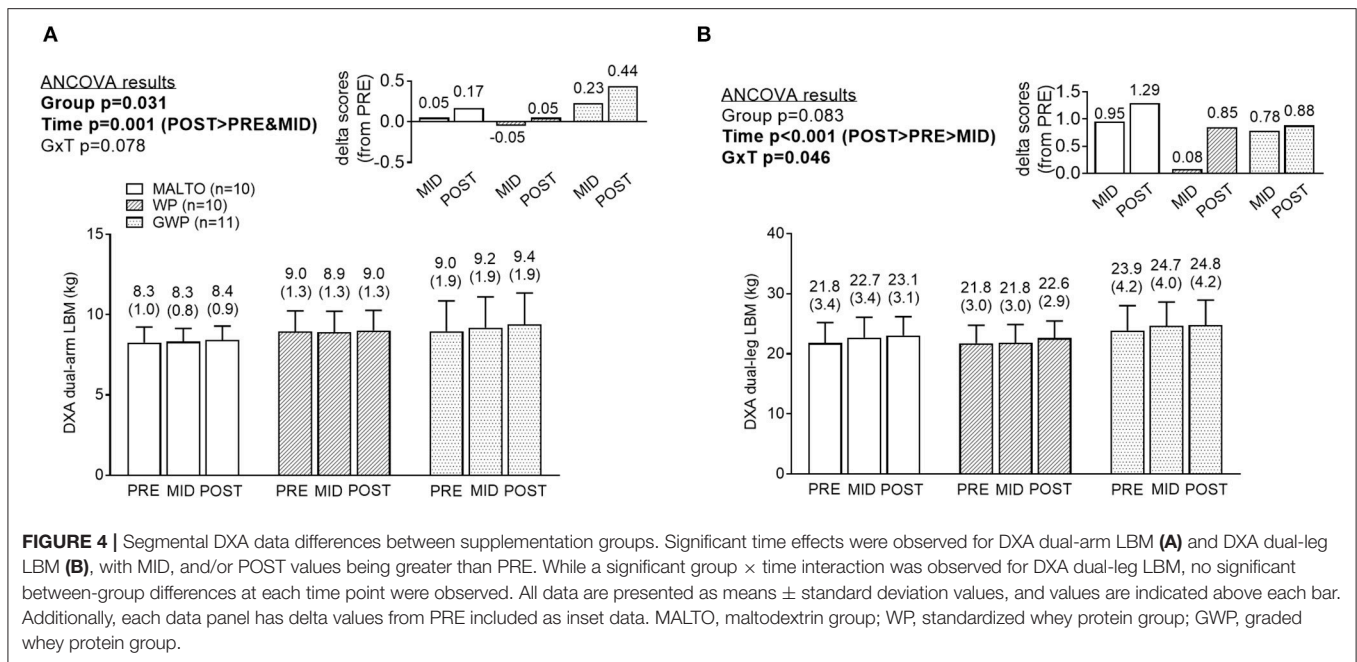 A
ANCOVA results
Group p=0.031
Time p=0.001 (POST>PRE&MID)
GxT p=0.078
delta scores
(from PRE)
0.5
0.0
-0.5
0.05
0.17
-0.05
0.05
0.23
0.44
MID
POST
MID
POST
MID
POST
MALTO (n=10)
WP (n=10)
GWP (n=11)
DXA dual-arm LBM (kg)
15
10
5
0
8.3 8.3 8.4
(1.0) (0.8) (0.9)
9.0 8.9 9.0
(1.3) (1.3) (1.3)
9.0 9.2 9.4
(1.9) (1.9) (1.9)
PRE MID POST PRE MID POST PRE MID POST
B
ANCOVA results
Group p=0.083
Time p<0.001 (POST>PRE>MID)
GxT p=0.046
delta scores
(from PRE)
1.5
1.0
0.5
0.0
0.95
1.29
0.08
0.85
0.78
0.88
MID
POST
MID
POST
MID
POST
DXA dual-leg LBM (kg)
40
30
20
10
0
21.8 22.7 23.1
(3.4) (3.4) (3.1)
21.8 21.8 22.6
(3.0) (3.0) (2.9)
23.9 24.7 24.8
(4.2) (4.0) (4.2)
PRE MID POST PRE MID POST PRE MID POST
FIGURE 4 | Segmental DXA data differences between supplementation groups. Significant time effects were observed for DXA dual-arm LBM (A) and DXA dual-leg
LBM (B), with MID, and/or POST values being greater than PRE. While a significant group × time interaction was observed for DXA dual-leg LBM, no significant
between-group differences at each time point were observed. All data are presented as means ± standard deviation values, and values are indicated above each bar.
Additionally, each data panel has delta values from PRE included as inset data. MALTO, maltodextrin group; WP, standardized whey protein group; GWP, graded
whey protein group.